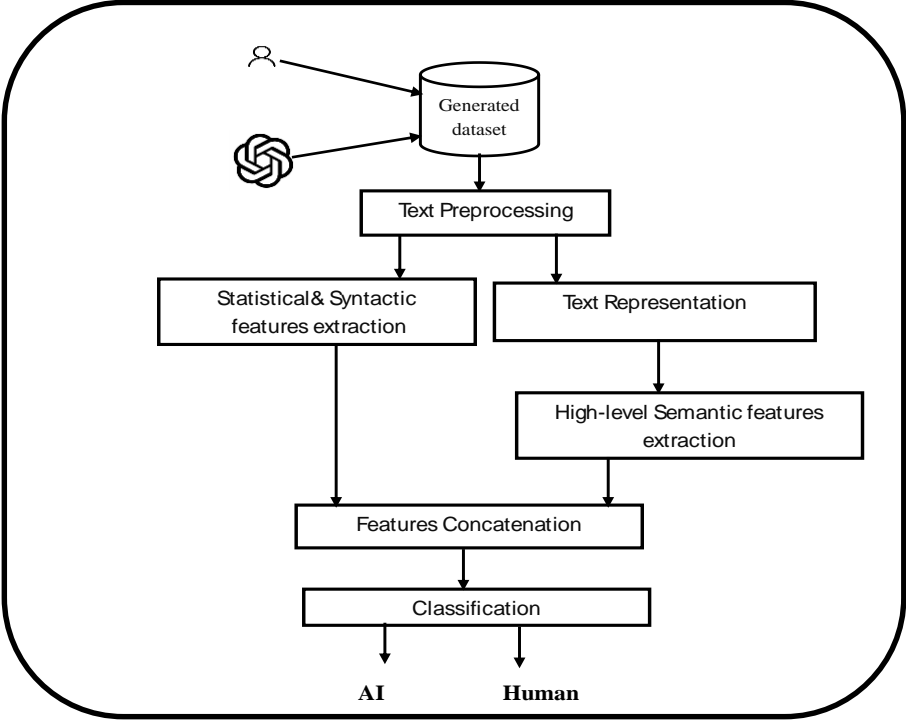 Generated
dataset
Text Preprocessing
Statistical& Syntactic
features extraction
Text Representation
High-level Semantic features
extraction
Features Concatenation
Classification
AI
Human